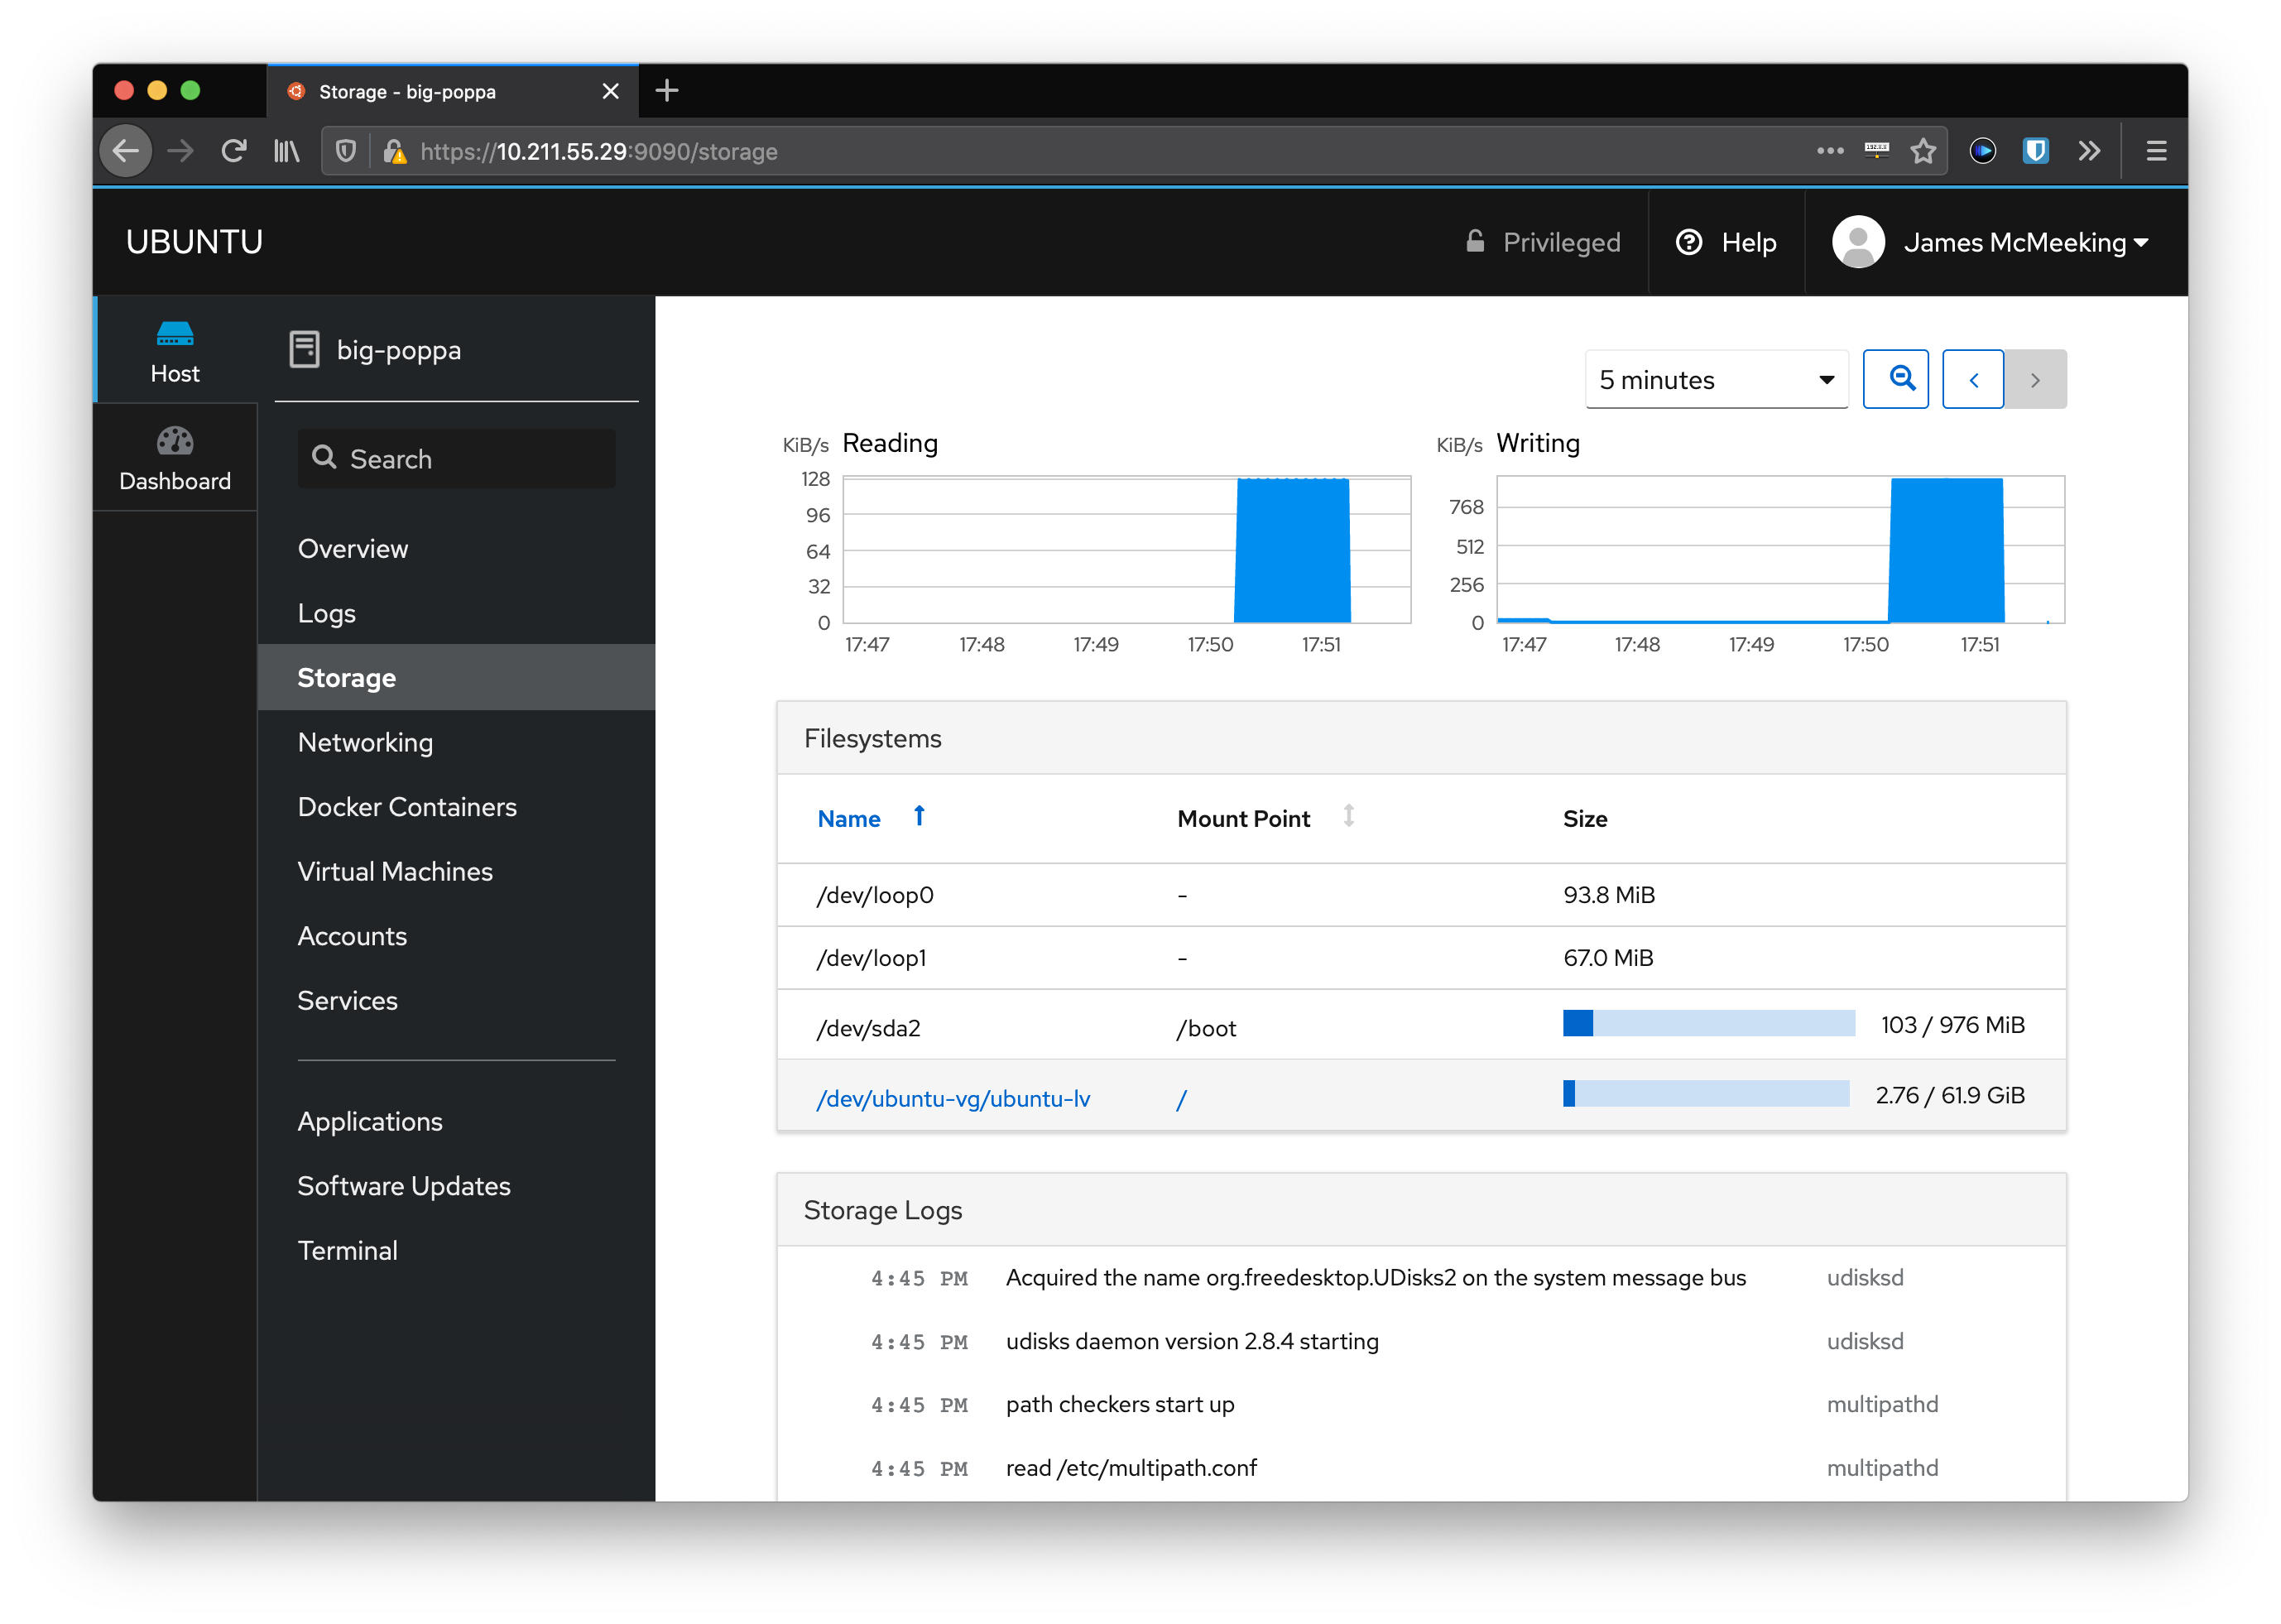 Storage - big-poppa
https://10.211.55.29:9090/storage
UBUNTU
Privileged
Help
James McMeeking
Host
Dashboard
big-poppa
Search
Overview
Logs
Storage
Networking
Docker Containers
Virtual Machines
Accounts
Services
Applications
Software Updates
Terminal
5 minutes
KiB/s Reading
128
96
64
32
0
17:47 17:48 17:49 17:50 17:51
KiB/s Writing
768
512
256
0
17:47 17:48 17:49 17:50 17:51
Filesystems
Name Mount Point Size
/dev/loop0 - 93.8 MiB
/dev/loop1 - 67.0 MiB
/dev/sda2 /boot 103 / 976 MiB
/dev/ubuntu-vg/ubuntu-lv / 2.76 / 61.9 GiB
Storage Logs
4:45 PM Acquired the name org.freedesktop.UDisks2 on the system message bus udisksd
4:45 PM udisks daemon version 2.8.4 starting udisksd
4:45 PM path checkers start up multipathd
4:45 PM read /etc/multipath.conf multipathd